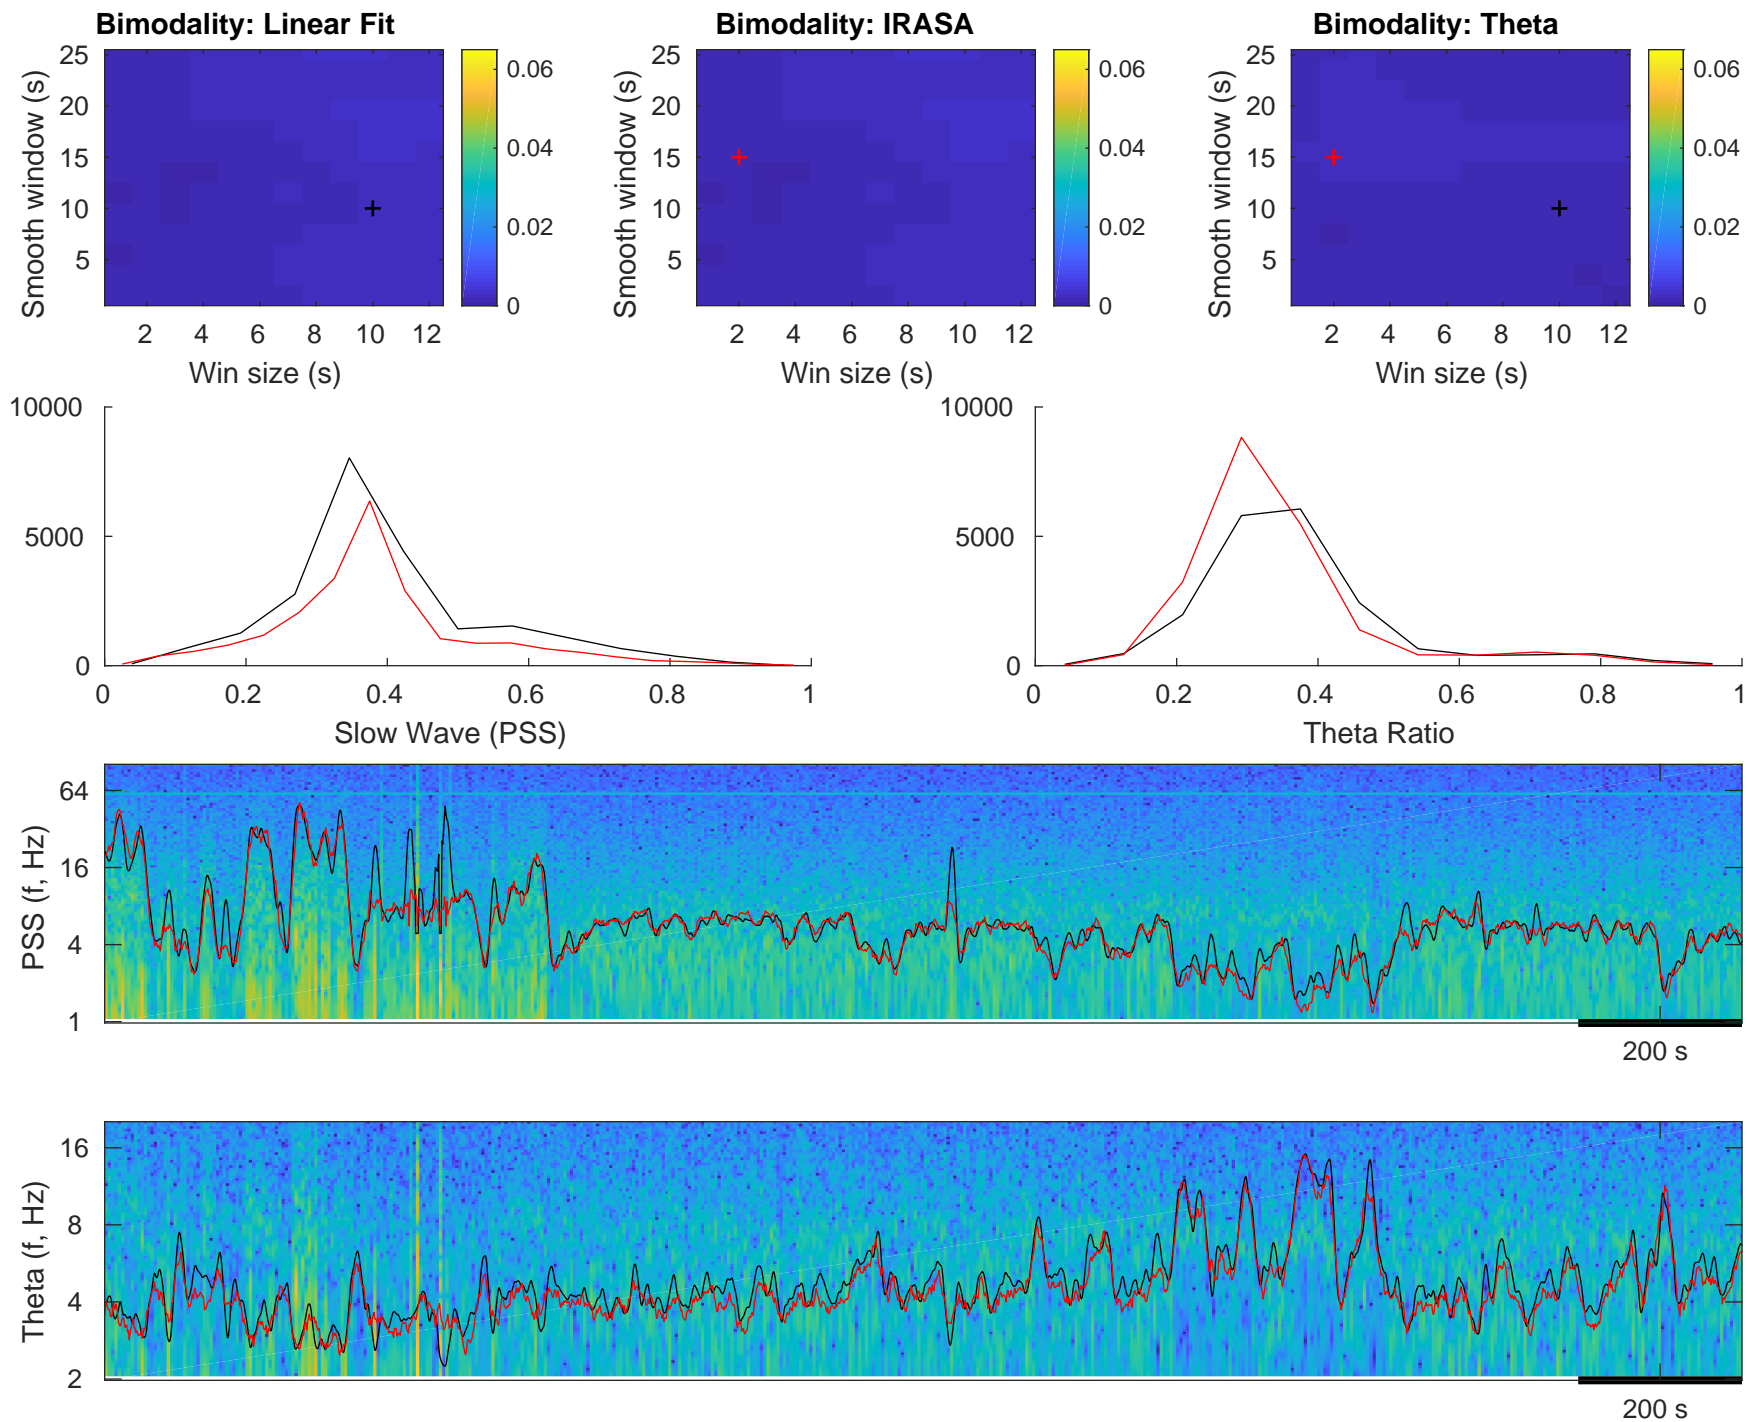 Bimodality: Linear Fit
Bimodality: IRASA
Bimodality: Theta
Smooth window (s)
25
20
15
10
5
2 4 6 8 10 12
Win size (s)
0.06
0.04
0.02
0
Smooth window (s)
25
20
15
10
5
2 4 6 8 10 12
Win size (s)
0.06
0.04
0.02
0
Smooth window (s)
25
20
15
10
5
2 4 6 8 10 12
Win size (s)
0.06
0.04
0.02
0
10000
5000
0
0 0.2 0.4 0.6 0.8 1
Slow Wave (PSS)
10000
5000
0
0 0.2 0.4 0.6 0.8 1
Theta Ratio
PSS (f, Hz)
64
16
4
1
200 s
Theta (f, Hz)
16
8
4
2
200 s